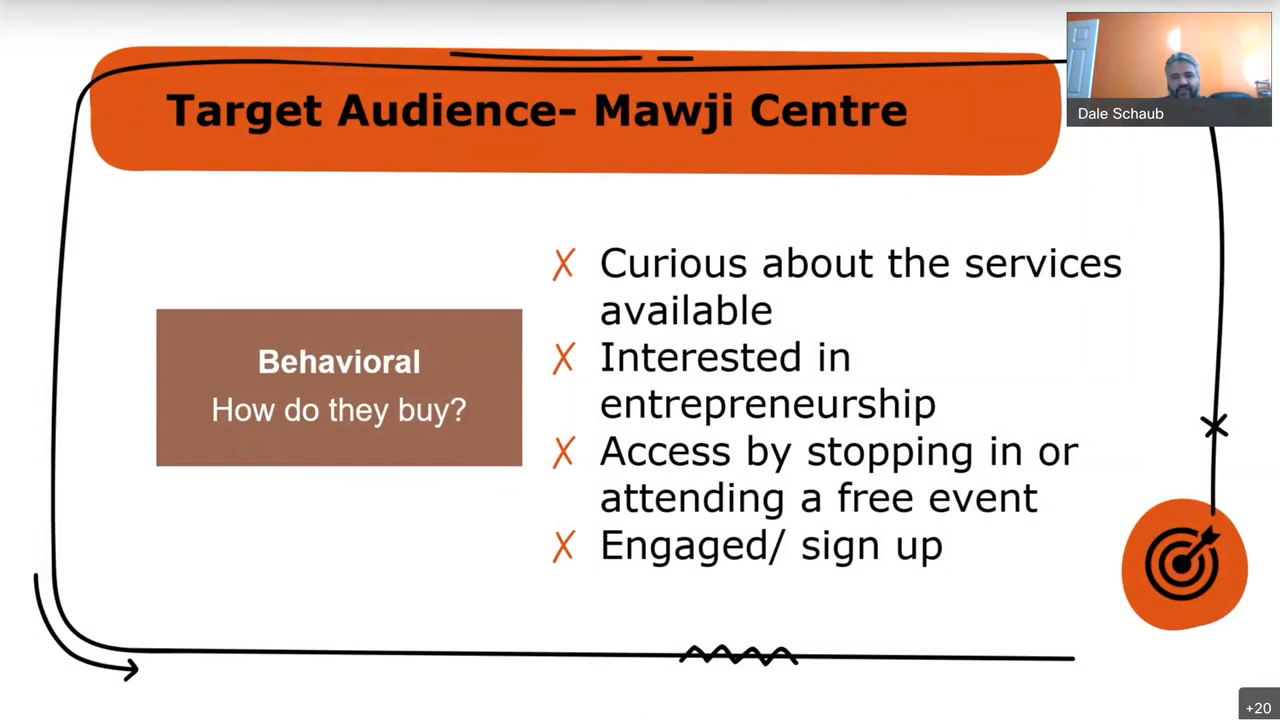 Target Audience- Mawji Centre
Dale Schaub
Behavioral
How do they buy?
Curious about the services
available
Interested in
entrepreneurship
Access by stopping in or
attending a free event
Engaged/ sign up
+20